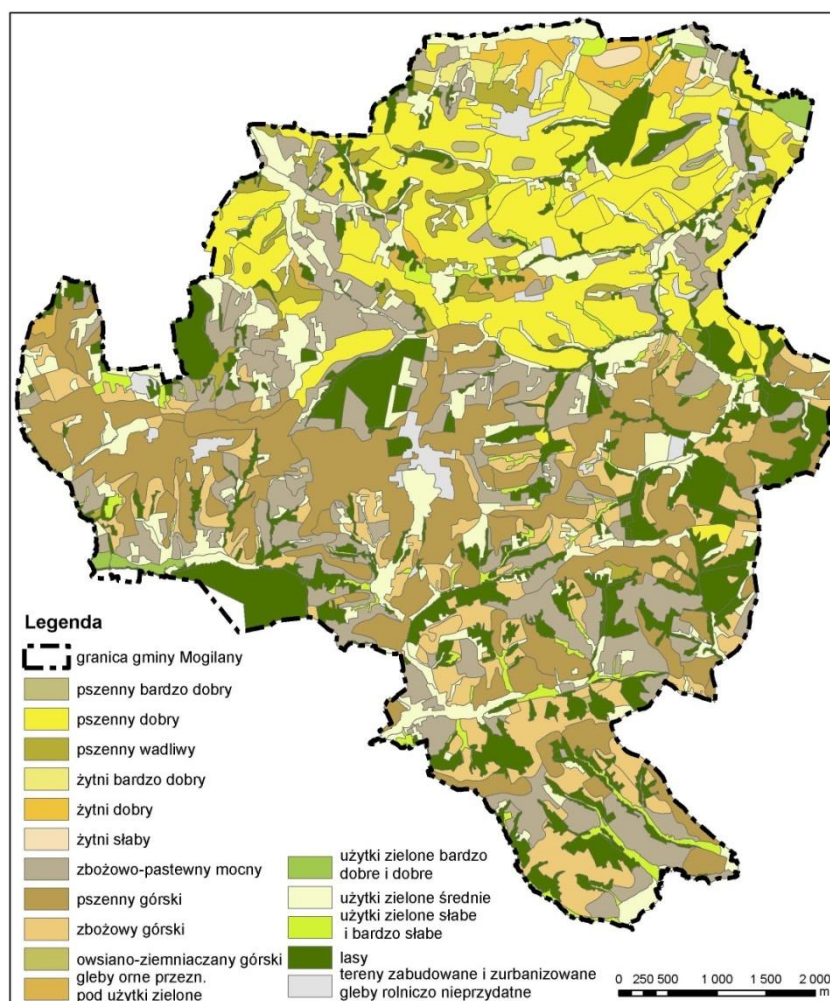 Legenda
granica gminy Mogilany
pszenny bardzo dobry
pszenny dobry
pszenny wadliwy
żytni bardzo dobry
żytni dobry
żytni słaby
zbożowo-pastewny mocny
pszenny górski
zbożowy górski
owsiano-ziemniaczany górski
gleby orne przezn.
pod użytki zielone
użytki zielone bardzo
dobre i dobre
użytki zielone średnie
użytki zielone słabe
i bardzo słabe
lasy
tereny zabudowane i zurbanizowane
gleby rolniczo nieprzydatne
0 250 500 1 000 1 500 2 000
m